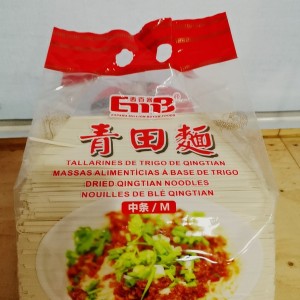 EMB
青田麵
TALLARINES DE TRIGO DE QINGTIAN
MASSAS ALIMENTÍCIAS A BASE DE TRIGO
DRIED QINGTIAN NOODLES
NOUILLES DE BLÉ QINGTIAN
中条/M